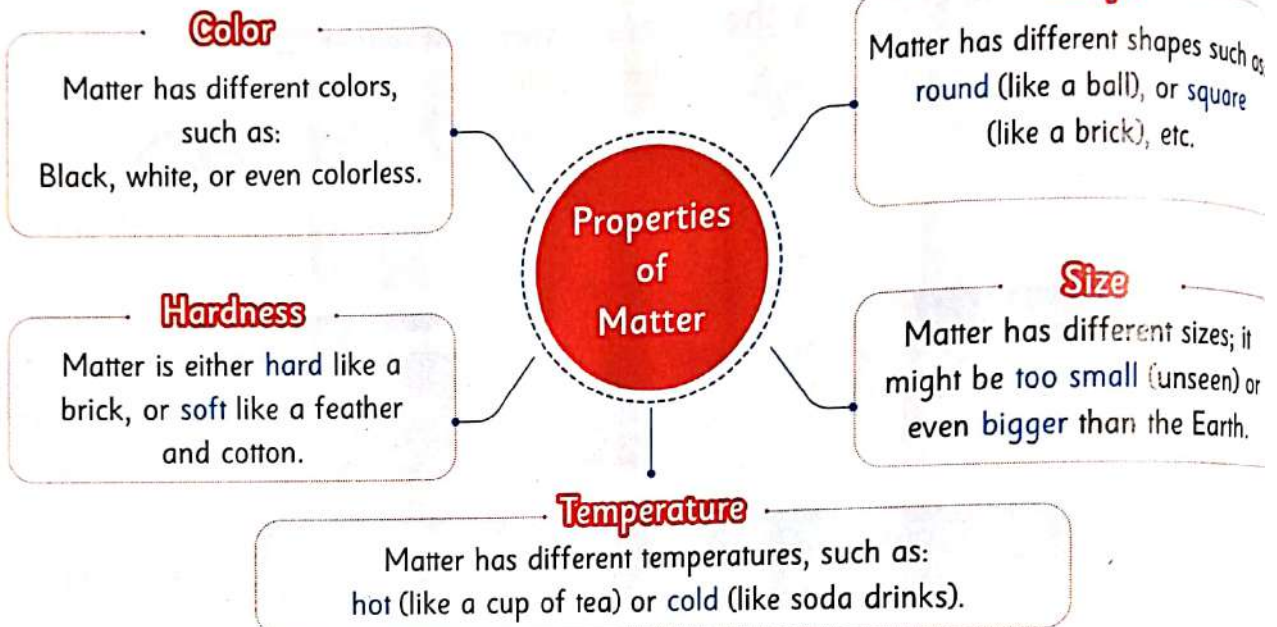 Color
Matter has different colors,
such as:
Black, white, or even colorless.
Matter has different shapes such as
round (like a ball), or square
(like a brick), etc.
Properties
of
Matter
Hardness
Matter is either hard like a
brick, or soft like a feather
and cotton.
Size
Matter has different sizes; it
might be too small (unseen) or
even bigger than the Earth.
Temperature
Matter has different temperatures, such as:
hot (like a cup of tea) or cold (like soda drinks).